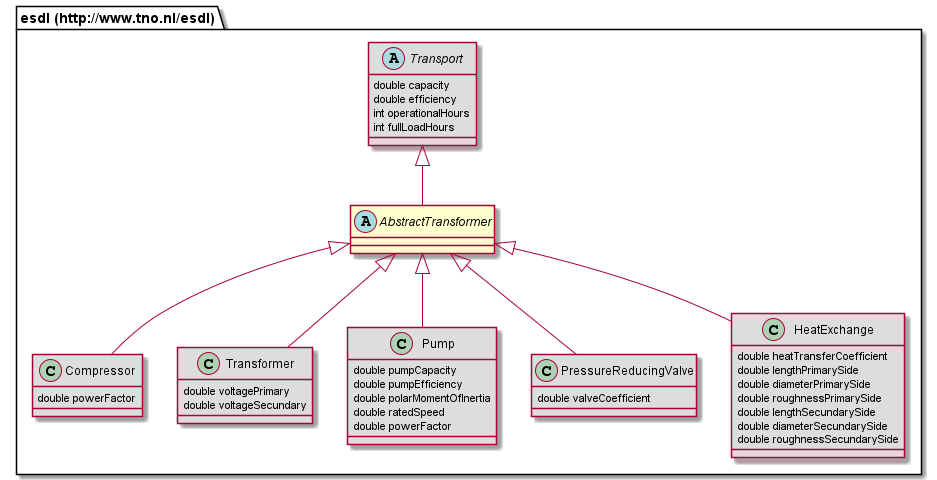 esdl (http://www.tno.nl/esdl)
A Transport
double capacity
double efficiency
int operationalHours
int fullLoadHours
A AbstractTransformer
C Compressor
double powerFactor
C Transformer
double voltagePrimary
double voltageSecundary
C Pump
double pumpCapacity
double pumpEfficiency
double polarMomentOfInertia
double ratedSpeed
double powerFactor
C PressureReducingValve
double valveCoefficient
C HeatExchange
double heatTransferCoefficient
double lengthPrimarySide
double diameterPrimarySide
double roughnessPrimarySide
double lengthSecundarySide
double diameterSecundarySide
double roughnessSecundarySide